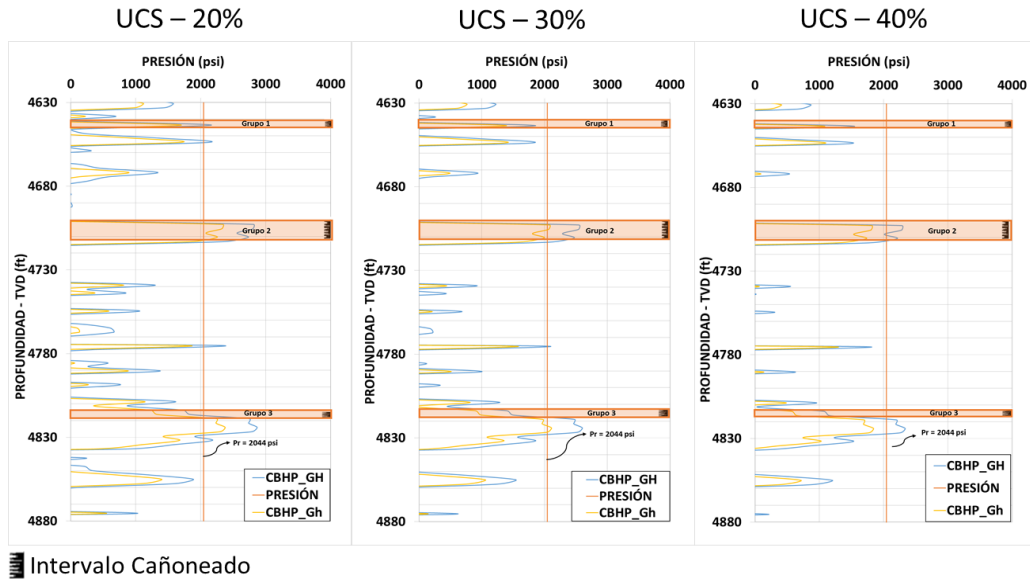 UCS – 20%
PRESIÓN (psi)
0 1000 2000 3000 4000
PROFUNDIDAD - TVD (ft)
4630
4680
4730
4780
4830
4880
Grupo 1
Grupo 2
Grupo 3
Pr = 2044 psi
CBHP_GH
PRESIÓN
CBHP_Gh
UCS – 30%
PRESIÓN (psi)
0 1000 2000 3000 4000
PROFUNDIDAD - TVD (ft)
4630
4680
4730
4780
4830
4880
Grupo 1
Grupo 2
Grupo 3
Pr = 2044 psi
CBHP_GH
PRESIÓN
CBHP_Gh
UCS – 40%
PRESIÓN (psi)
0 1000 2000 3000 4000
PROFUNDIDAD - TVD (ft)
4630
4680
4730
4780
4830
4880
Grupo 1
Grupo 2
Grupo 3
Pr = 2044 psi
CBHP_GH
PRESIÓN
CBHP_Gh
Intervalo Cañoneado